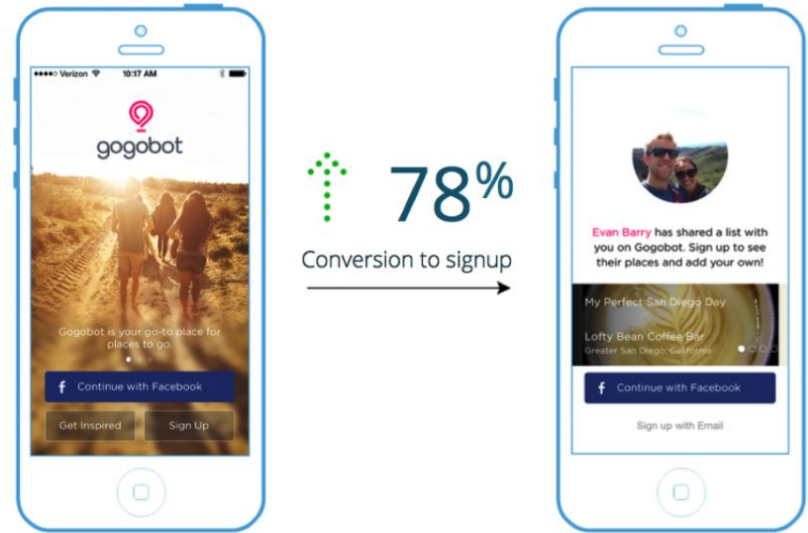 Verizon 10:17 AM
gogobot
Gogobot is your go-to place for
places to go.
f Continue with Facebook
Get Inspired Sign Up
78%
Conversion to signup
Evan Barry has shared a list with
you on Gogobot. Sign up to see
their places and add your own!
My Perfect San Diego Day
Lofty Bean Coffee Bar
Greater San Diego, California
f Continue with Facebook
Sign up with Email